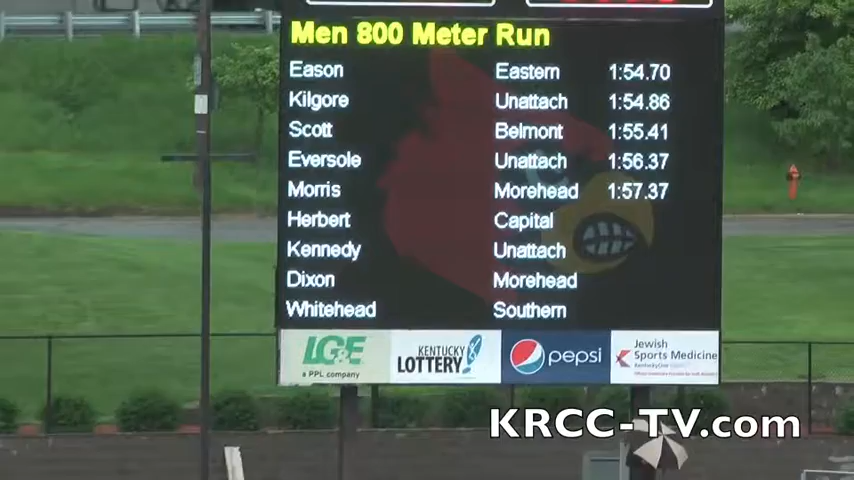 Men 800 Meter Run
Eason Eastern 1:54.70
Kilgore Unattach 1:54.86
Scott Belmont 1:55.41
Eversole Unattach 1:56.37
Morris Morehead 1:57.37
Herbert Capital
Kennedy Unattach
Dixon Morehead
Whitehead Southern
LG&E
a PPL company
KENTUCKY
LOTTERY
pepsi
Jewish
Sports Medicine
KentuckyOne
KRCC-TV.com